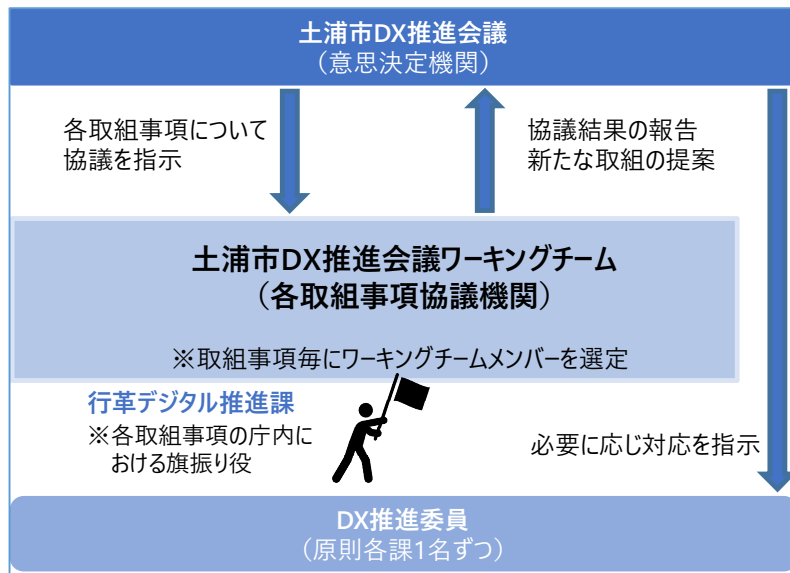 土浦市DX推進会議
（意思決定機関）
各取組事項について
協議を指示
協議結果の報告
新たな取組の提案
土浦市DX推進会議ワーキングチーム
（各取組事項協議機関）
※取組事項毎にワーキングチームメンバーを選定
行革デジタル推進課
※各取組事項の庁内に
おける旗振り役
必要に応じ対応を指示
DX推進委員
（原則各課1名ずつ）